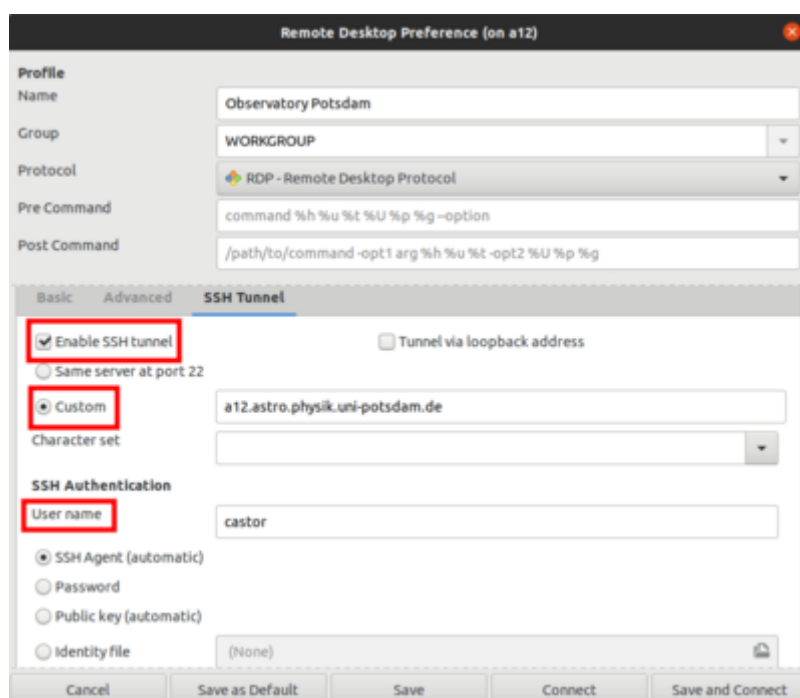 Remote Desktop Preference (on a12)
Profile
Name
Observatory Potsdam
Group
WORKGROUP
Protocol
RDP - Remote Desktop Protocol
Pre Command
command %h %u %t %U %p %g --option
Post Command
/path/to/command -opt1 arg %h %u %t -opt2 %U %p %g
Basic Advanced SSH Tunnel
Enable SSH tunnel Tunnel via loopback address
Same server at port 22
Custom a12.astro.physik.uni-potsdam.de
Character set
SSH Authentication
User name castor
SSH Agent (automatic)
Password
Public key (automatic)
Identity file (None)
Cancel Save as Default Save Connect Save and Connect